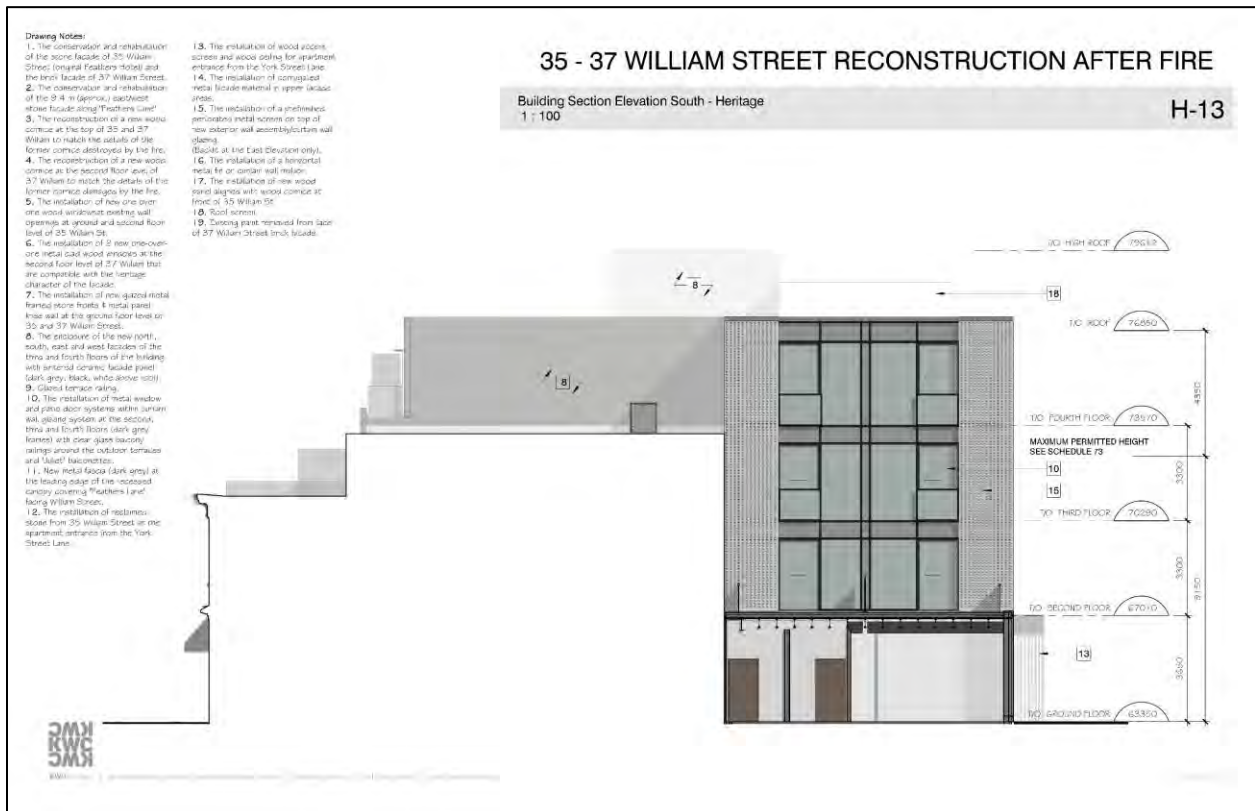 Drawing Notes:
1. The conservation and rehabilitation
of the stone facade of 35 William
Street (original Feathers Hotel) and
the brick facade of 37 William Street.
2. The conservation and rehabilitation
of the 9.4 m (approx.) east/west
stone facade along "Feathers Lane"
3. The reconstruction of a new wood
cornice at the top of 35 and 37
William to match the details of the
former cornice destroyed by the fire.
4. The reconstruction of a new wood
cornice at the second floor level of
37 William to match the details of the
former cornice damages by the fire.
5. The installation of new one over
one wood windows at existing wall
openings at ground and second floor
level of 35 William St.
6. The installation of 2 new one-over-
one metal clad wood windows at the
second floor level of 37 William that
are compatible with the heritage
character of the facade.
7. The installation of new glazed metal
framed store fronts & metal panel
knee wall at the ground floor level of
35 and 37 William Street.
8. The enclosure of the new north,
south, east and west facades of the
third and fourth floors of the building
with sintered ceramic facade panel
(dark grey, black, white above roof)
9. Glazed terrace railing.
10. The installation of metal window
and patio door systems within curtain
wall glazing system at the second,
third and fourth floors (dark grey
frames) with clear glass balcony
railings around the outdoor terraces
and "Juliet" balconettes.
11. New metal fascia (dark grey) at
the leading edge of the recessed
canopy covering "Feathers Lane"
facing William Street.
12. The installation of reclaimed
stone from 35 William Street at the
apartment entrance from the York
Street Lane.
13. The installation of wood access
screen and wood ceiling for apartment
entrance from the York Street Lane.
14. The installation of corrugated
metal facade material in upper facade
areas.
15. The installation of a prefinished
perforated metal screen on top of
new exterior wall assembly/curtain wall
glazing.
(Backlit at the East Elevation only).
16. The installation of a horizontal
metal fin on curtain wall mullion.
17. The installation of new wood
panel aligned with wood cornice at
front of 35 William St.
18. Roof screen.
19. Existing paint removed from face
of 37 William Street brick facade.
35 - 37 WILLIAM STREET RECONSTRUCTION AFTER FIRE
Building Section Elevation South - Heritage
1 : 100
H-13
T/O HIGH ROOF
8
18
T/O ROOF 76850
8
4350
T/O FOURTH FLOOR 73570
MAXIMUM PERMITTED HEIGHT
SEE SCHEDULE 73
10
3300
15
T/O THIRD FLOOR 70280
3300
9150
T/O SECOND FLOOR 67010
13
T/O GROUND FLOOR 63350
KWC
KWC
KWC